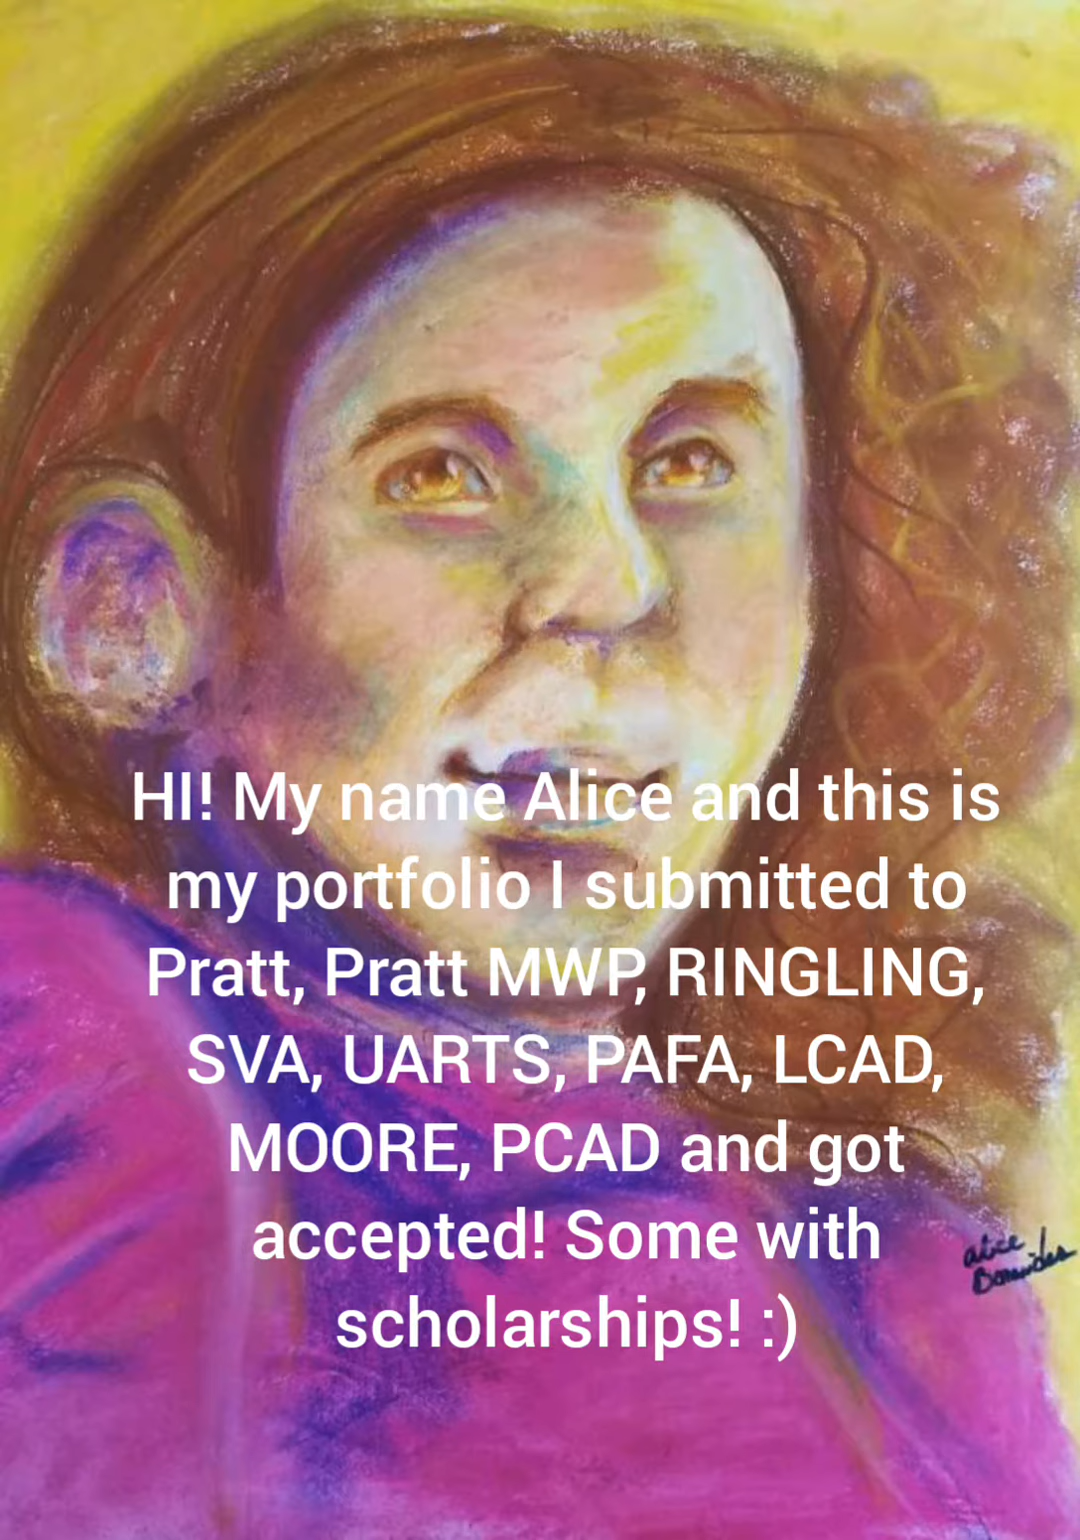 HI! My name Alice and this is
my portfolio I submitted to
Pratt, Pratt MWP, RINGLING,
SVA, UARTS, PAFA, LCAD,
MOORE, PCAD and got
accepted! Some with
scholarships! :)
alice